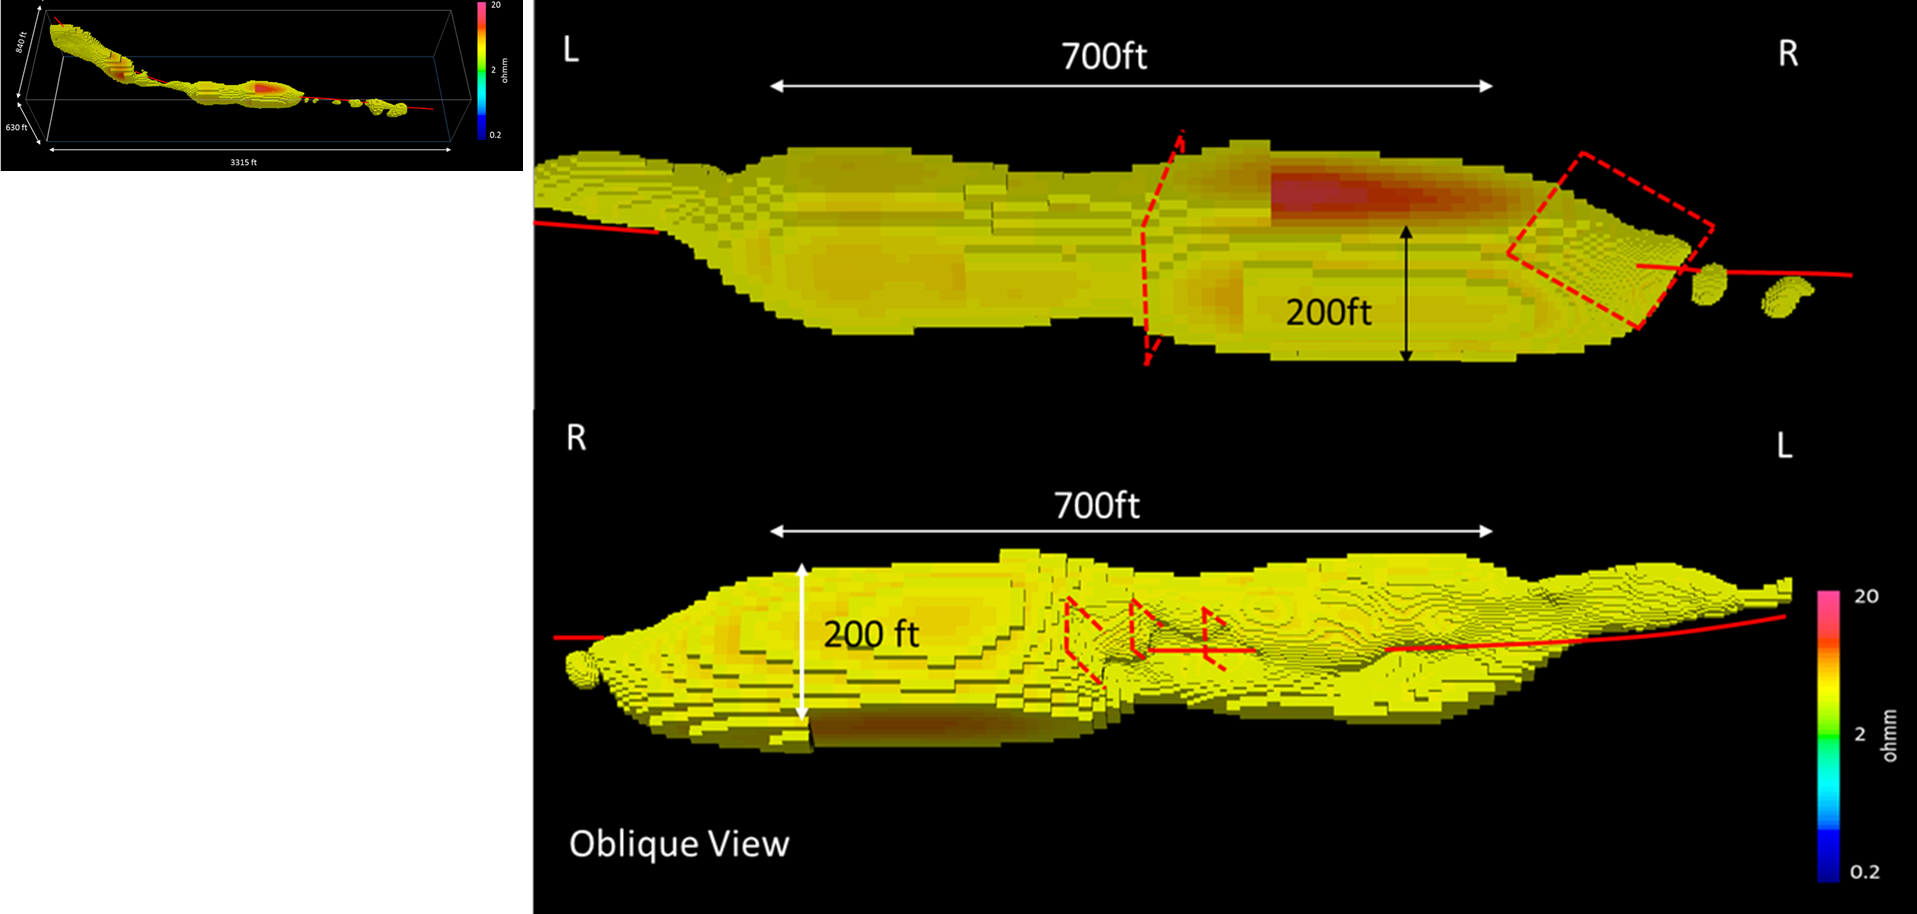 840 ft
630 ft
3315 ft
20
2
ohmm
0.2
L
700ft
R
200ft
R
L
700ft
200 ft
Oblique View
20
2
ohmm
0.2